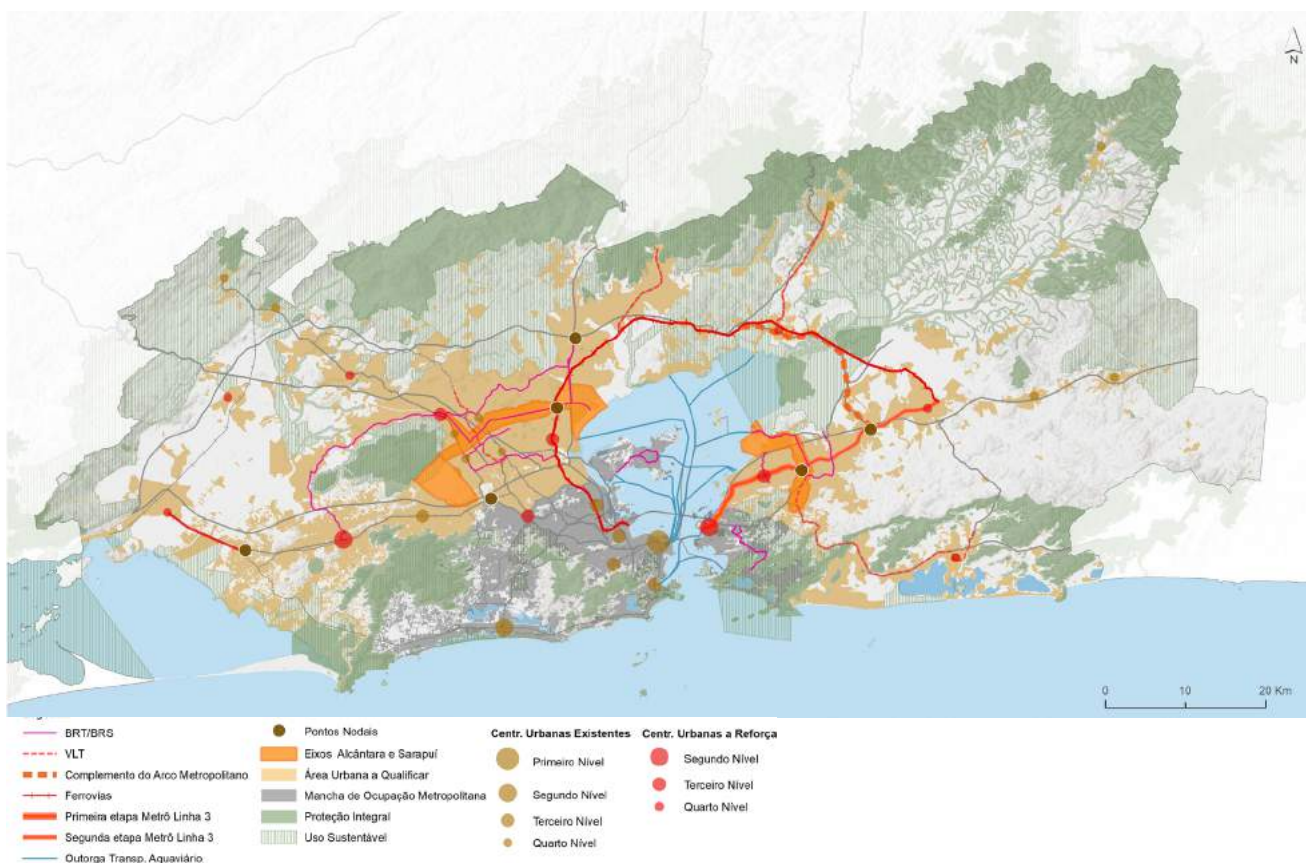 N
0 10 20 Km
BRT/BRS
VLT
Complemento do Arco Metropolitano
Ferrovias
Primeira etapa Metrô Linha 3
Segunda etapa Metrô Linha 3
Outorga Transp. Aquaviário
Pontos Nodais
Eixos Alcântara e Sarapuí
Área Urbana a Qualificar
Mancha de Ocupação Metropolitana
Proteção Integral
Uso Sustentável
Centr. Urbanas Existentes
Primeiro Nível
Segundo Nível
Terceiro Nível
Quarto Nível
Centr. Urbanas a Reforça
Segundo Nível
Terceiro Nível
Quarto Nível